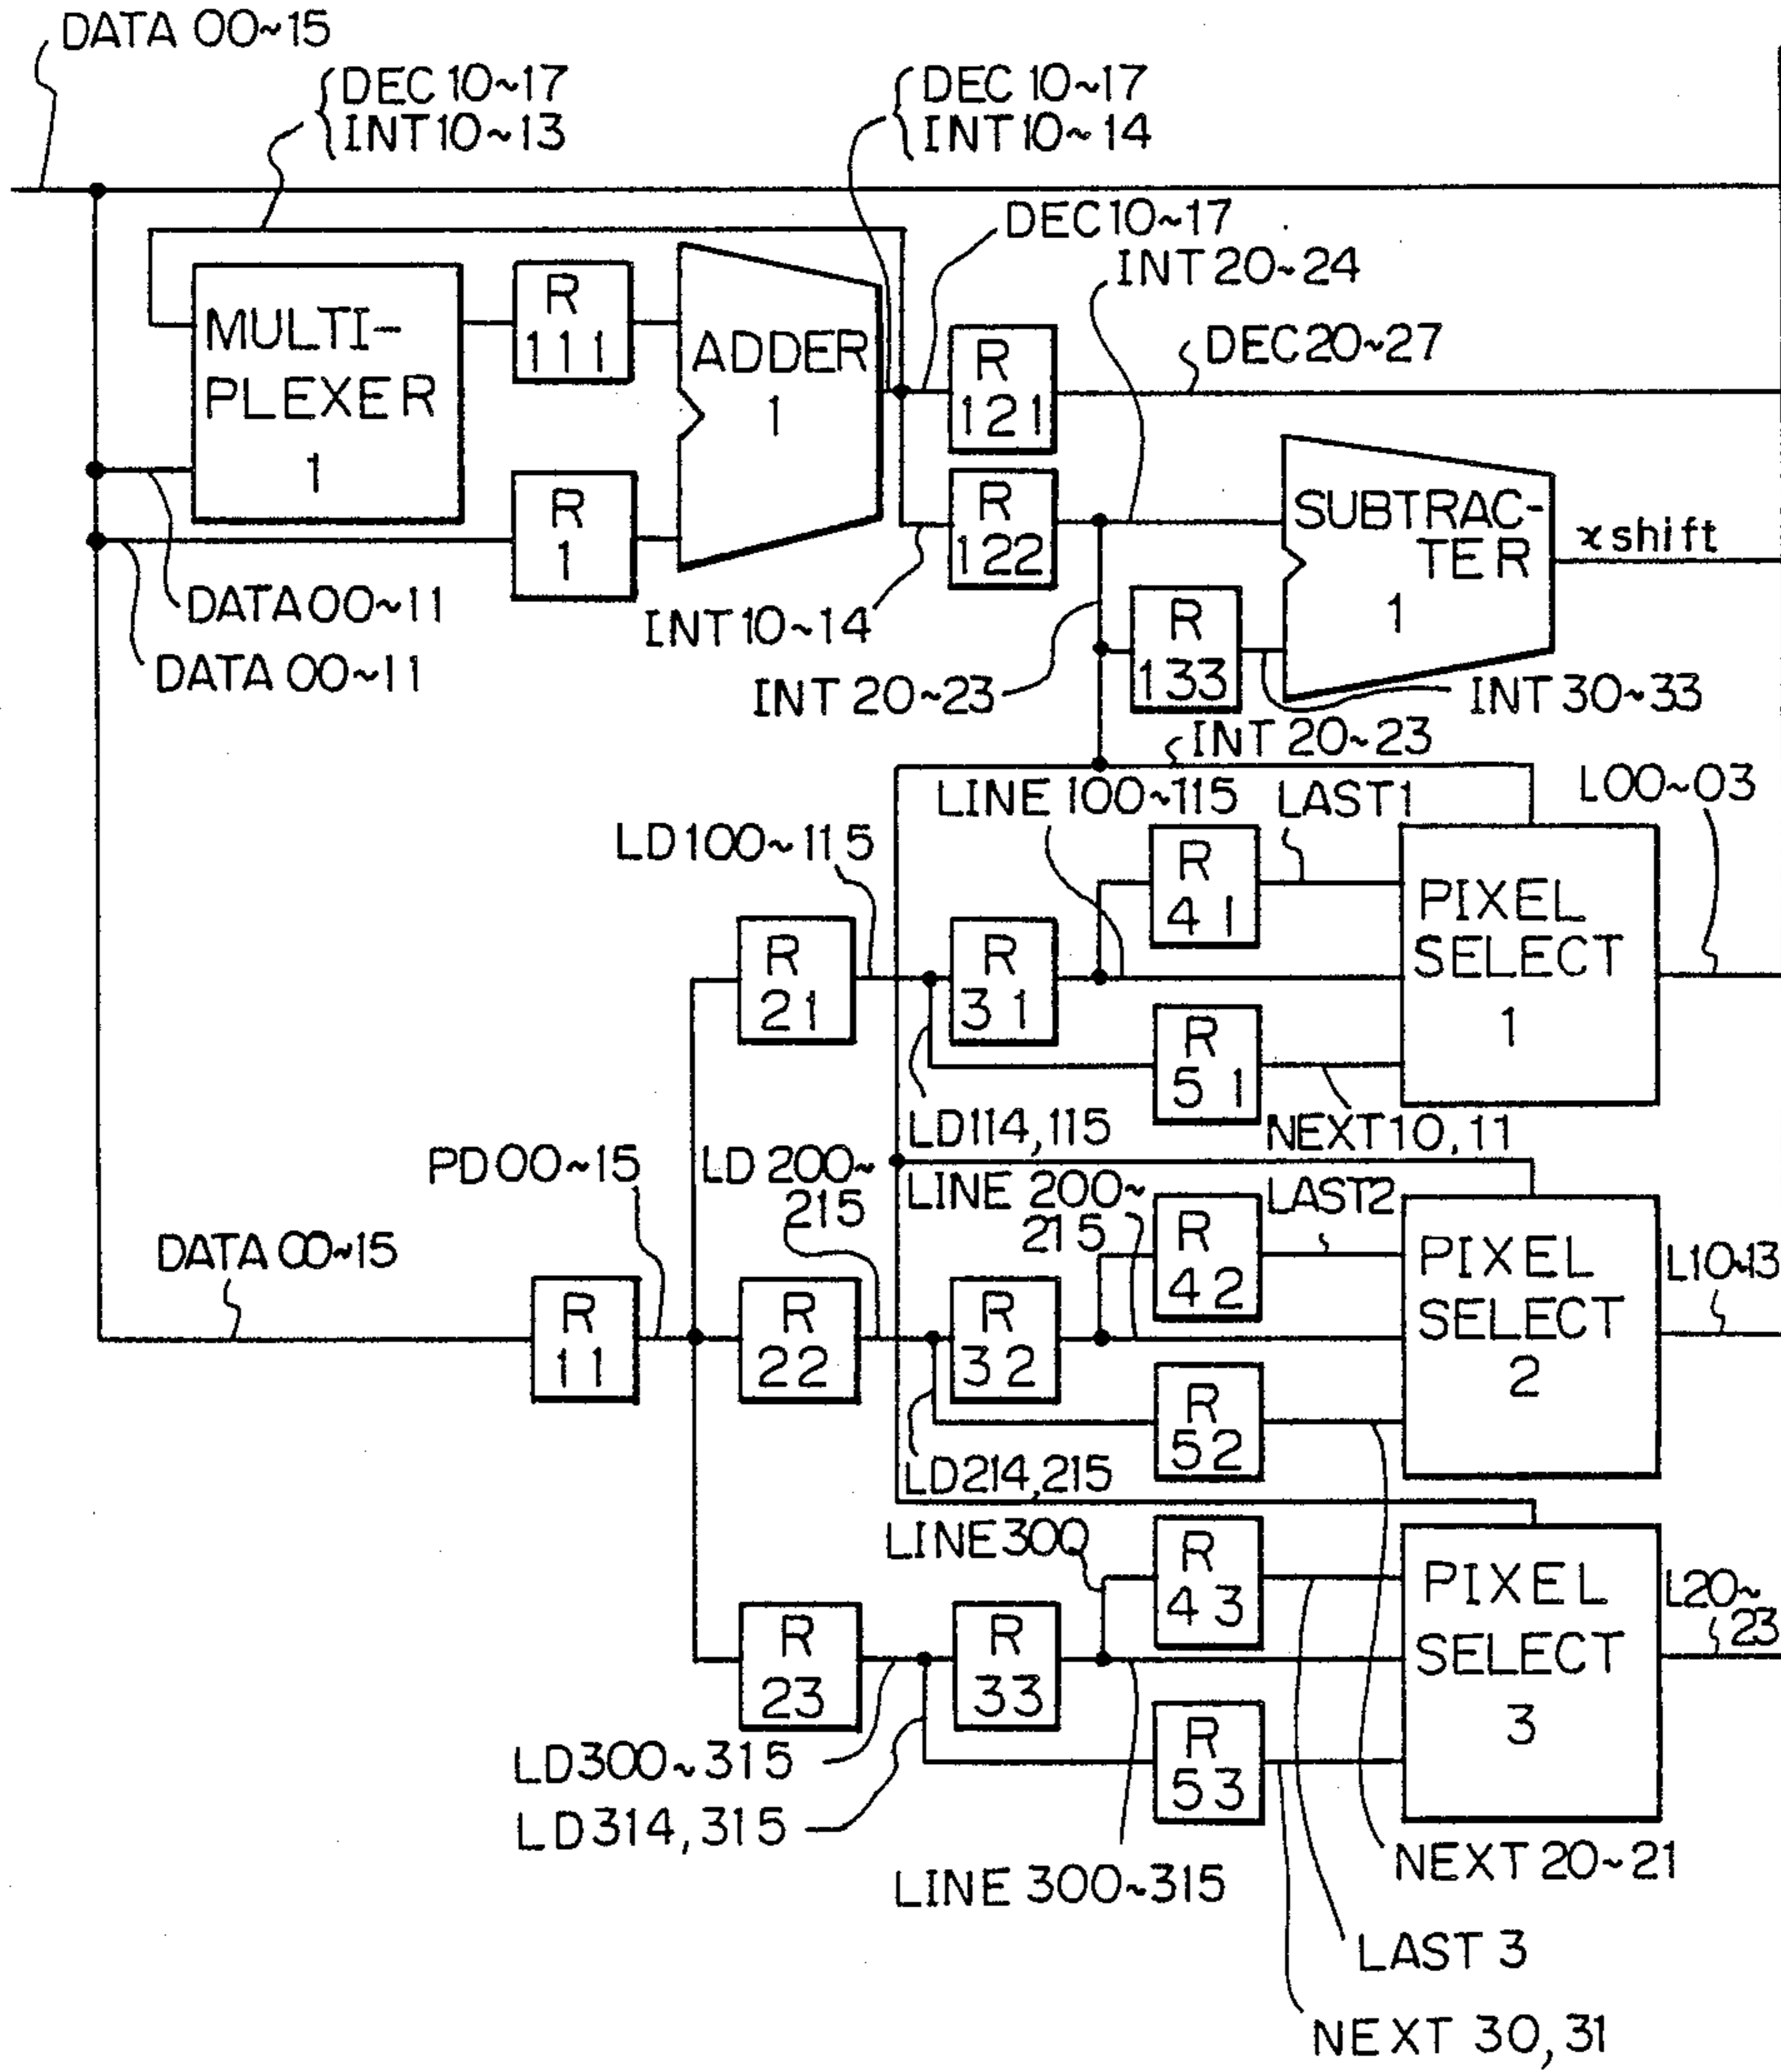 DATA 00~15
DEC 10~17
INT 10~13
DEC 10~17
INT 10~14
DEC 10~17
INT 20~24
DEC 20~27
MULTI-
PLEXER
1
R
111
ADDER
1
R
121
R
1
R
122
SUBTRAC-
TER
1
x shift
DATA 00~11
DATA 00~11
INT 10~14
R
133
INT 20~23
INT 30~33
INT 20~23
LINE 100~115
LAST 1
L00~03
LD100~115
R
41
R
21
R
31
PIXEL
SELECT
1
R
51
LD114,115
NEXT 10,11
PD 00~15
LD 200~
215
LINE 200~
215
LAST2
DATA 00~15
R
42
PIXEL
SELECT
2
L10~13
R
11
R
22
R
32
R
52
LD214,215
LINE 300
R
43
PIXEL
SELECT
3
L20~
23
R
23
R
33
R
53
LD300~315
LD314,315
LINE 300~315
NEXT 20~21
LAST 3
NEXT 30,31